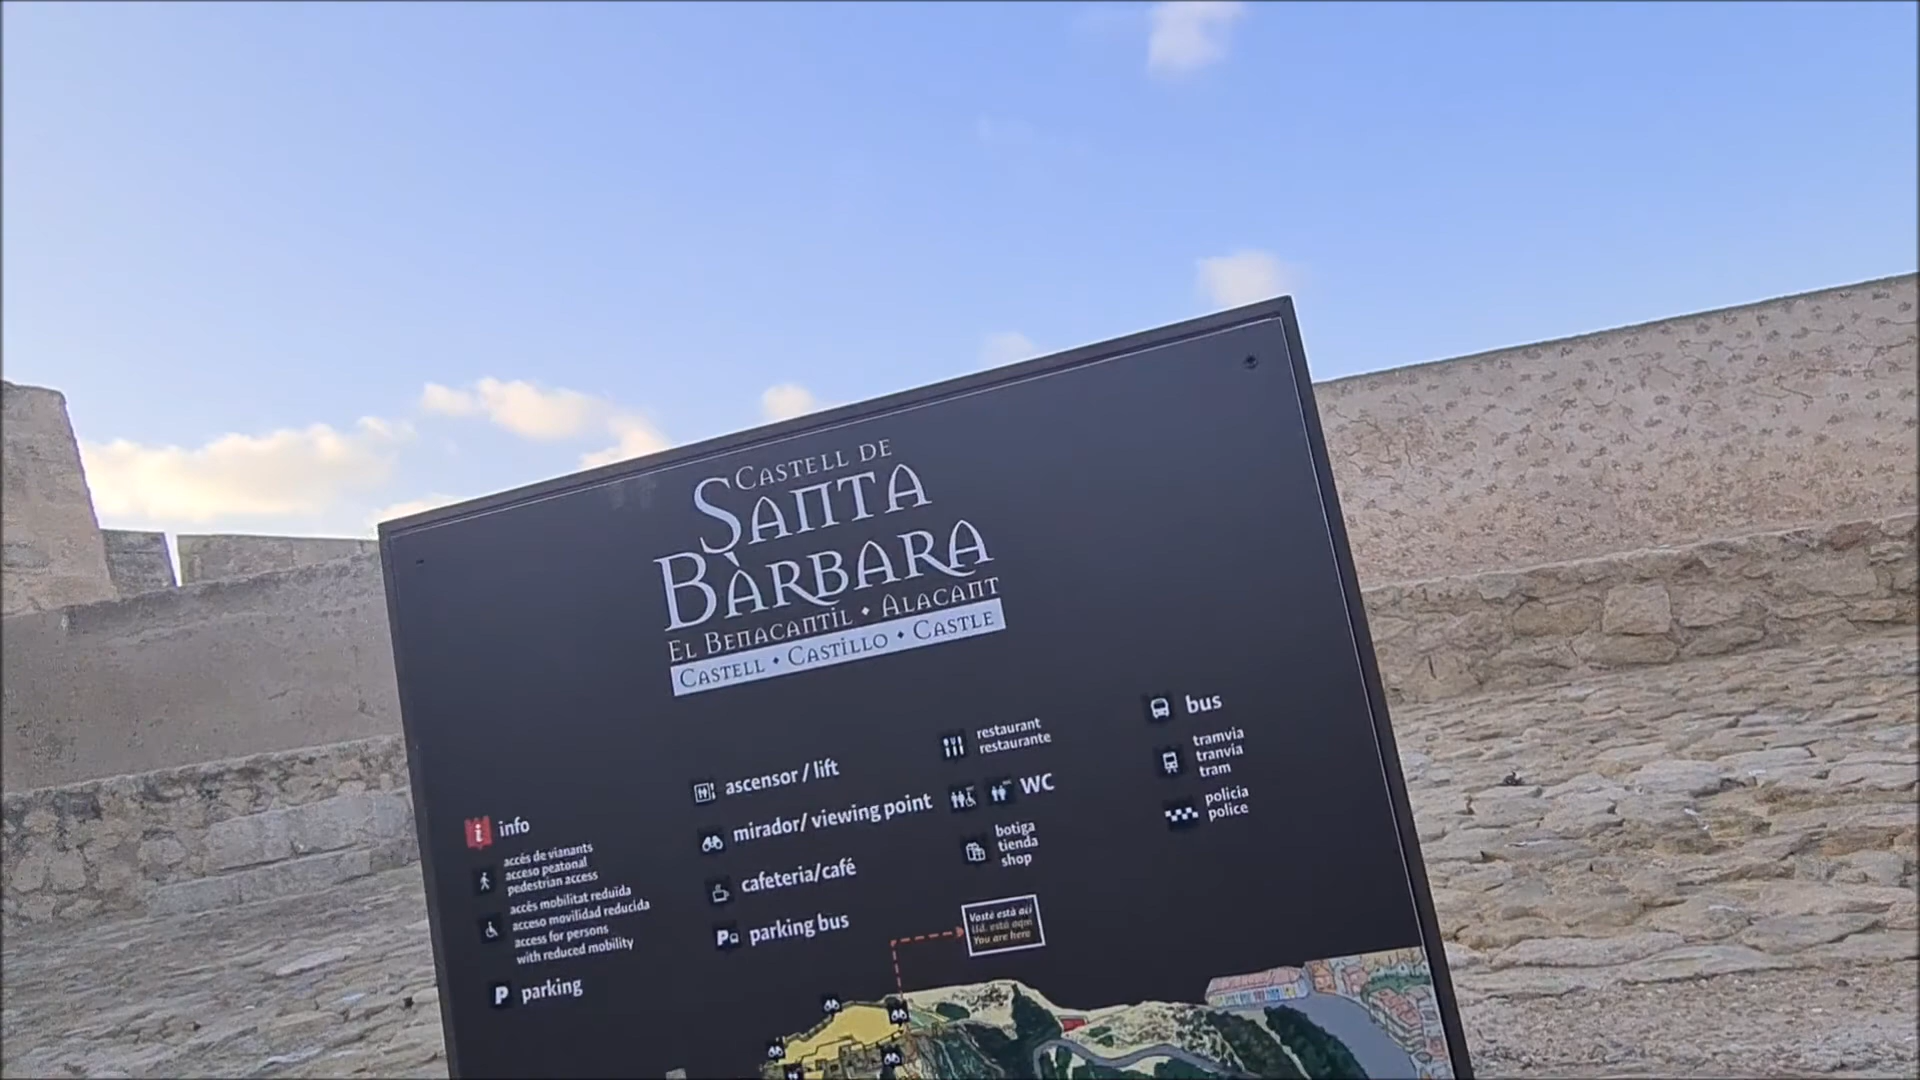 CASTELL DE
SANTA
BÀRBARA
EL BENACANTIL • ALACANT
CASTELL • CASTILLO • CASTLE
info
accés de vianants
acceso peatonal
pedestrian access
accés mobilitat reduïda
acceso movilidad reducida
access for persons
with reduced mobility
P parking
ascensor / lift
mirador/ viewing point
cafeteria/café
P parking bus
restaurant
restaurante
WC
botiga
tienda
shop
bus
tramvia
tranvia
tram
policia
police
Vosté está ací
Ud. está aquí
You are here